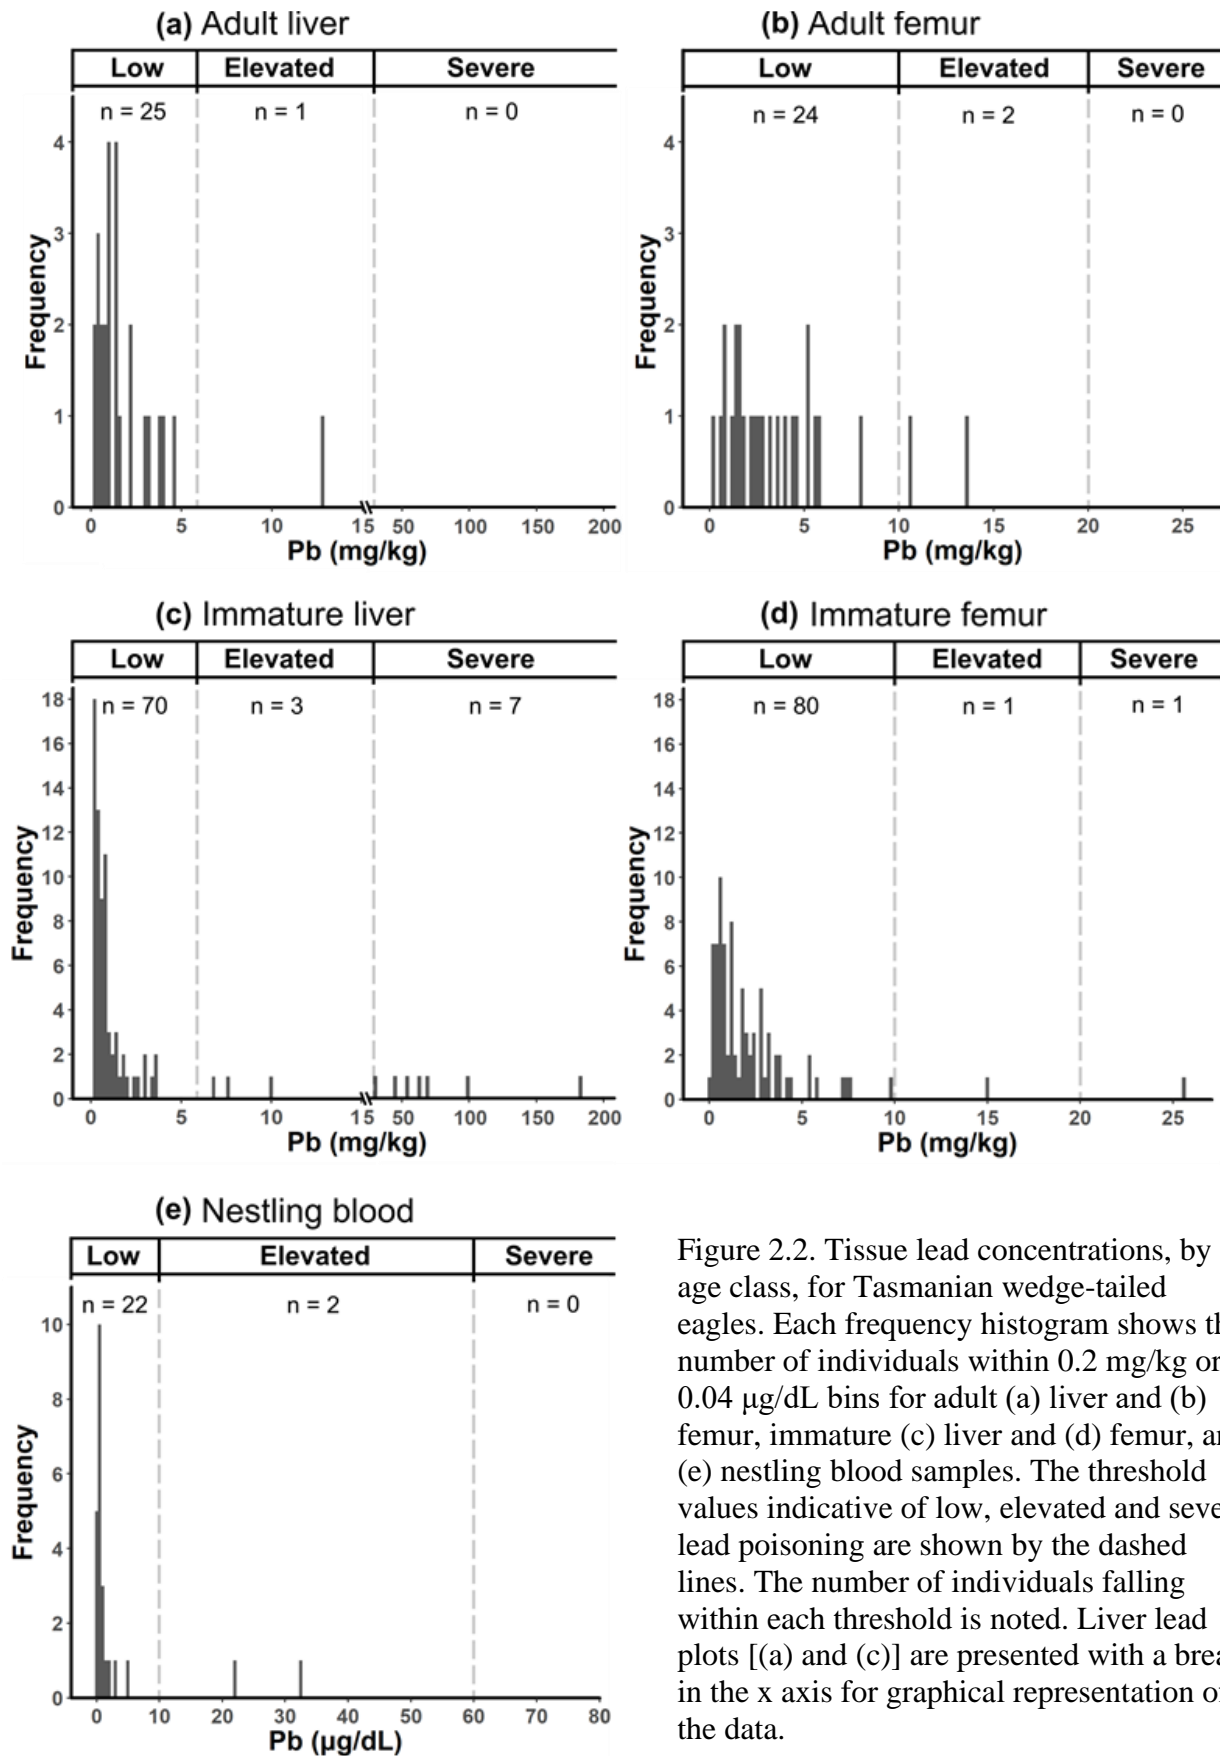 (a) Adult liver
Low Elevated Severe
n = 25 n = 1 n = 0
4
3
2
1
0
Frequency
0 5 10 15 50 100 150 200
Pb (mg/kg)
(b) Adult femur
Low Elevated Severe
n = 24 n = 2 n = 0
4
3
2
1
0
Frequency
0 5 10 15 20 25
Pb (mg/kg)
(c) Immature liver
Low Elevated Severe
n = 70 n = 3 n = 7
18
16
14
12
10
8
6
4
2
0
Frequency
0 5 10 15 50 100 150 200
Pb (mg/kg)
(d) Immature femur
Low Elevated Severe
n = 80 n = 1 n = 1
18
16
14
12
10
8
6
4
2
0
Frequency
0 5 10 15 20 25
Pb (mg/kg)
(e) Nestling blood
Low Elevated Severe
n = 22 n = 2 n = 0
10
8
6
4
2
0
Frequency
0 10 20 30 40 50 60 70 80
Pb (µg/dL)
Figure 2.2. Tissue lead concentrations, by
age class, for Tasmanian wedge-tailed
eagles. Each frequency histogram shows th
number of individuals within 0.2 mg/kg or
0.04 µg/dL bins for adult (a) liver and (b)
femur, immature (c) liver and (d) femur, an
(e) nestling blood samples. The threshold
values indicative of low, elevated and seve
lead poisoning are shown by the dashed
lines. The number of individuals falling
within each threshold is noted. Liver lead
plots [(a) and (c)] are presented with a brea
in the x axis for graphical representation of
the data.